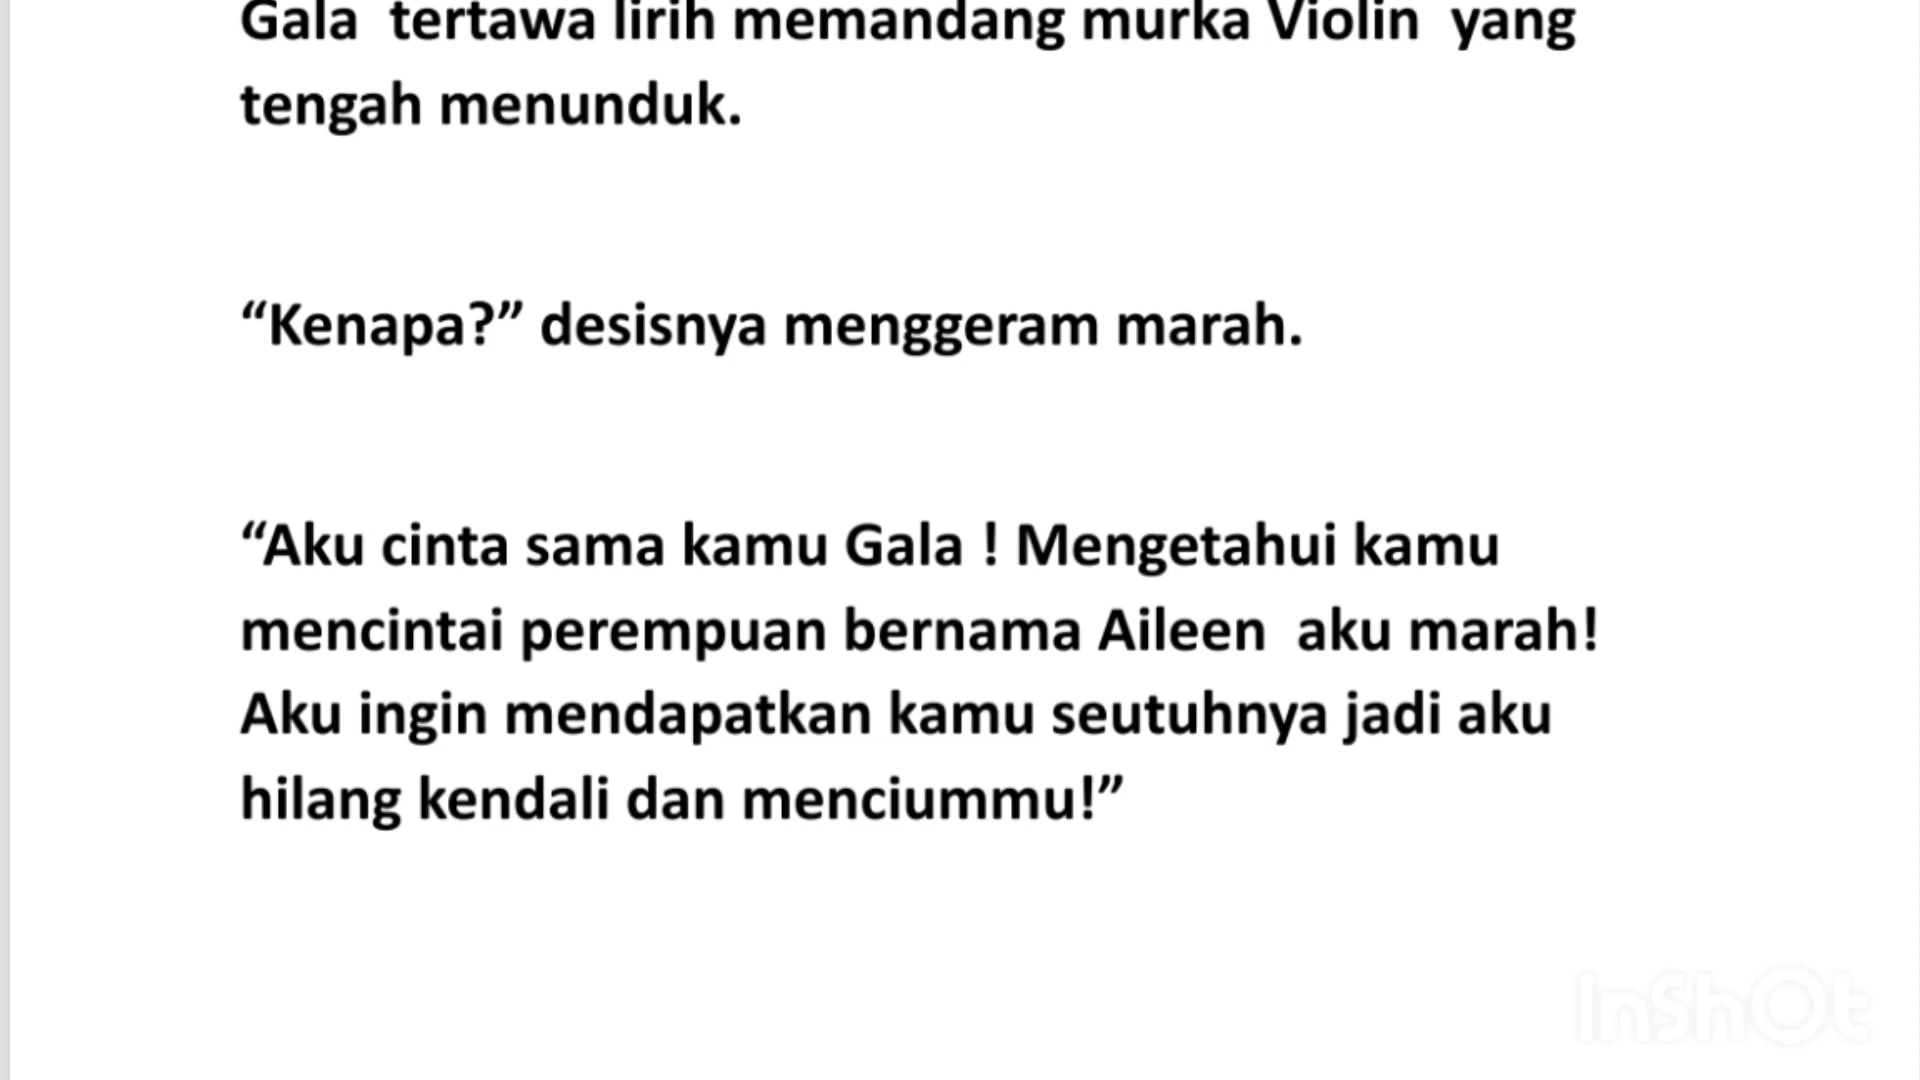 Gala  tertawa lirih memandang murka Violin  yang
tengah menunduk.
“Kenapa?” desisnya menggeram marah.
“Aku cinta sama kamu Gala ! Mengetahui kamu
mencintai perempuan bernama Aileen  aku marah!
Aku ingin mendapatkan kamu seutuhnya jadi aku
hilang kendali dan menciummu!”
InShOt